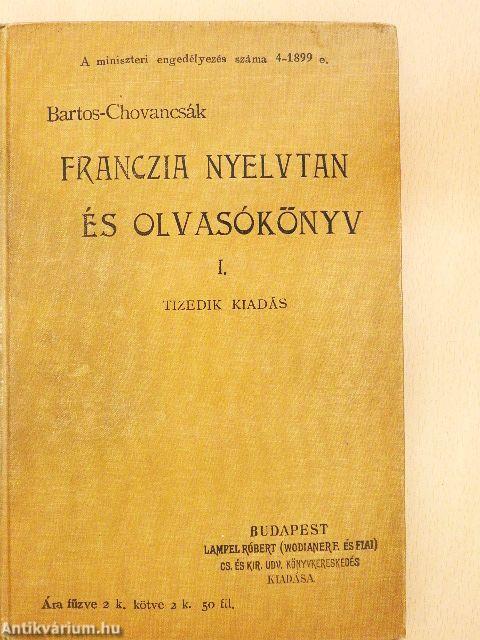 A miniszteri engedélyezés száma 4-1899 e.
Bartos-Chovancsák
FRANCZIA NYELVTAN
ÉS OLVASÓKÖNYV
I.
TIZEDIK KIADÁS
BUDAPEST
LAMPEL RÓBERT (WODIANER F. ÉS FIAI)
CS. ÉS KIR. UDV. KÖNYVKERESKEDÉS
KIADÁSA.
Ára fűzve 2 k. kötve 2 k. 50 fil.
Antikvárium.hu